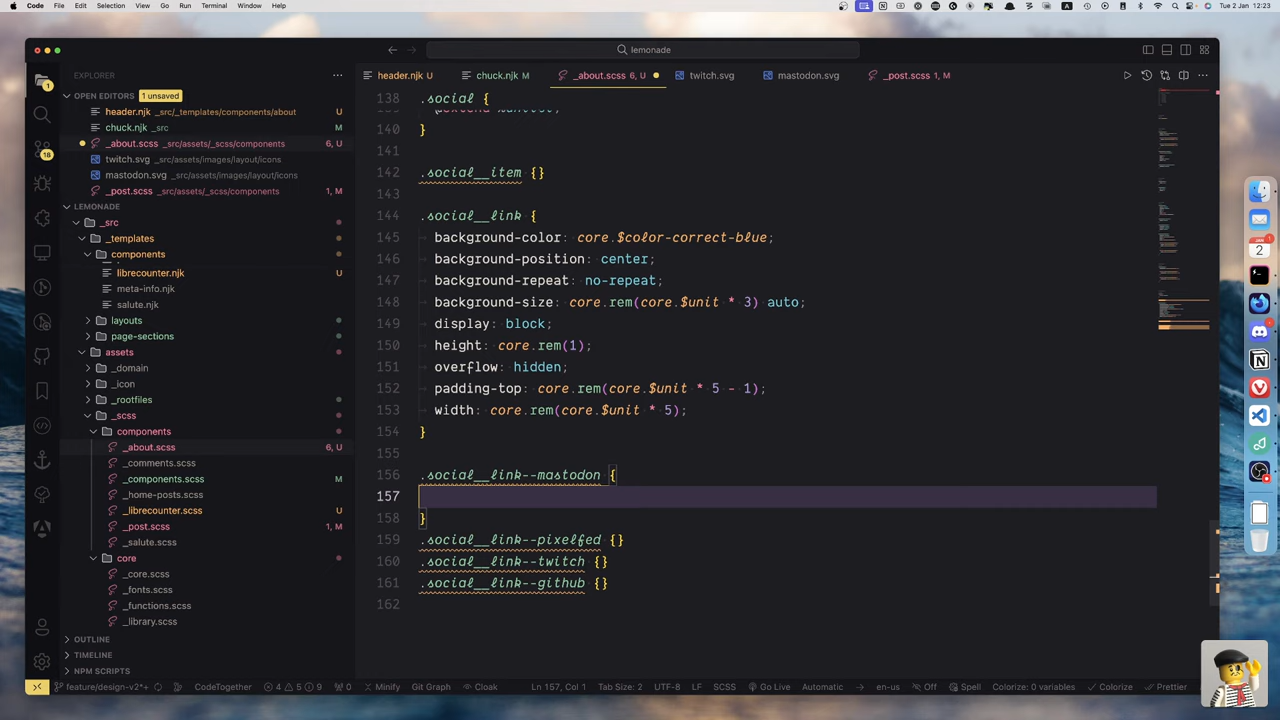 Code File Edit Selection View Go Run Terminal Window Help
Tue 2 Jan 12:23
lemonade
EXPLORER
header.njk U
chuck.njk M
_about.scss 6, U
twitch.svg
mastodon.svg
_post.scss 1, M
OPEN EDITORS 1 unsaved
header.njk _src/_templates/components/about U
chuck.njk _src M
_about.scss src/assets/_scss/components 6, U
twitch.svg src/assets/images/layout/icons
mastodon.svg src/assets/images/layout/icons
_post.scss src/assets/_scss/components 1, M
LEMONADE
_src
_templates
components
librecounter.njk U
meta-info.njk
salute.njk
layouts
page-sections
assets
_domain
_icon
_rootfiles
_scss
components
_about.scss 6, U
_comments.scss
_components.scss M
_home-posts.scss
_librecounter.scss U
_post.scss 1, M
_salute.scss
core
_core.scss
_fonts.scss
_functions.scss
_library.scss
OUTLINE
TIMELINE
NPM SCRIPTS
138 .social {
140 }
141
142 .social__item {}
143
144 .social__link {
145 background-color: core.$color-correct-blue;
146 background-position: center;
147 background-repeat: no-repeat;
148 background-size: core.rem(core.$unit * 3) auto;
149 display: block;
150 height: core.rem(1);
151 overflow: hidden;
152 padding-top: core.rem(core.$unit * 5 - 1);
153 width: core.rem(core.$unit * 5);
154 }
155
156 .social__link--mastodon {
157
158 }
159 .social__link--pixelfed {}
160 .social__link--twitch {}
161 .social__link--github {}
162
feature/design-v2*+ CodeTogether 4 5 9 0 Minify Git Graph Cloak Ln 157, Col 1 Tab Size: 2 UTF-8 LF SCSS Go Live Automatic en-us Off Spell Colorize: 0 variables Colorize Prettier